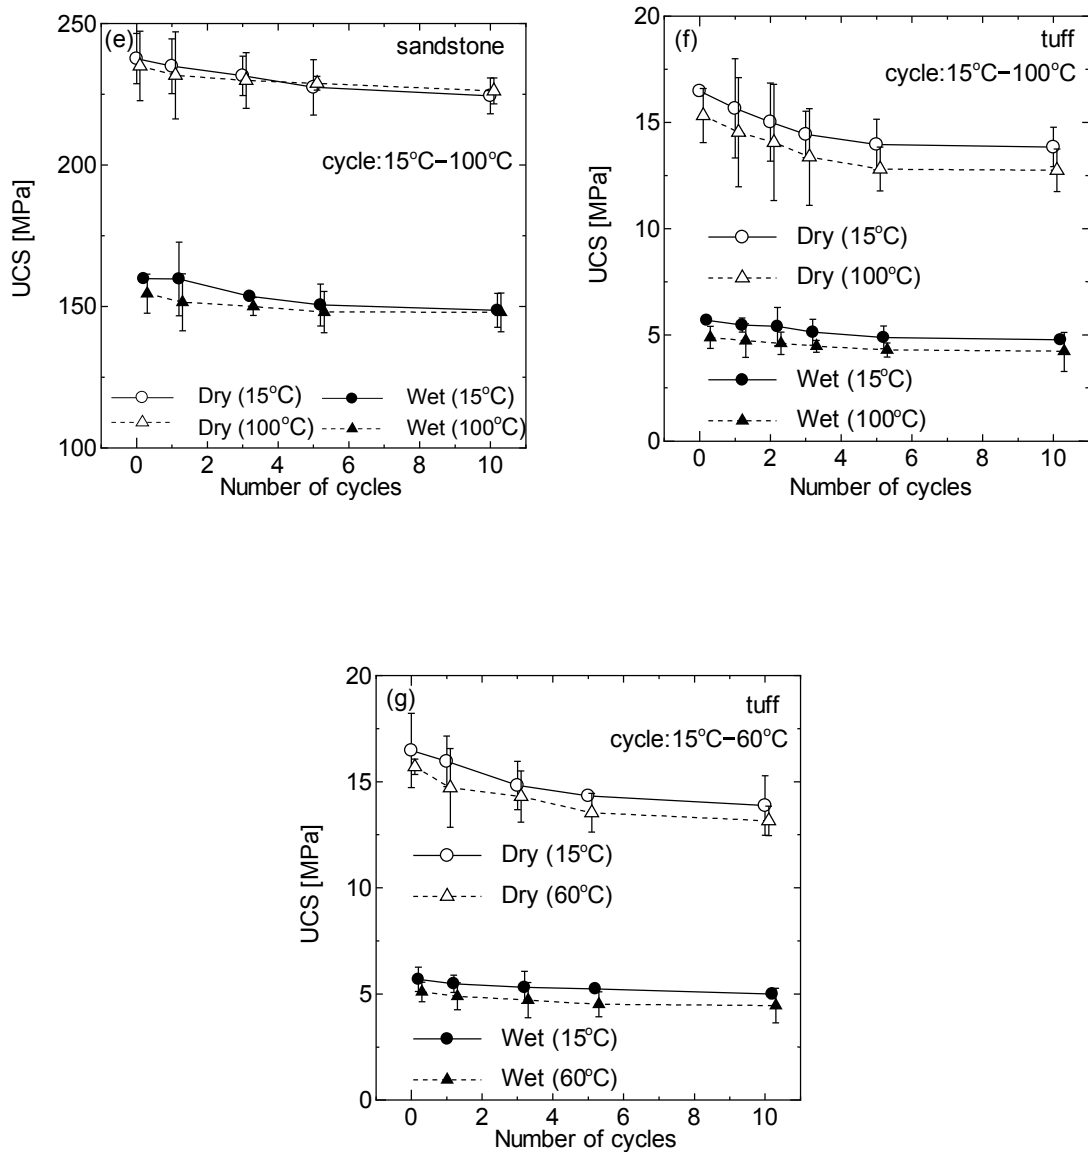 (e)
sandstone
cycle:15°C−100°C
250
200
150
100
UCS [MPa]
Dry (15°C)
Wet (15°C)
Dry (100°C)
Wet (100°C)
0 2 4 6 8 10
Number of cycles
(f)
tuff
cycle:15°C−100°C
20
15
10
5
0
UCS [MPa]
Dry (15°C)
Dry (100°C)
Wet (15°C)
Wet (100°C)
0 2 4 6 8 10
Number of cycles
(g)
tuff
cycle:15°C−60°C
20
15
10
5
0
UCS [MPa]
Dry (15°C)
Dry (60°C)
Wet (15°C)
Wet (60°C)
0 2 4 6 8 10
Number of cycles